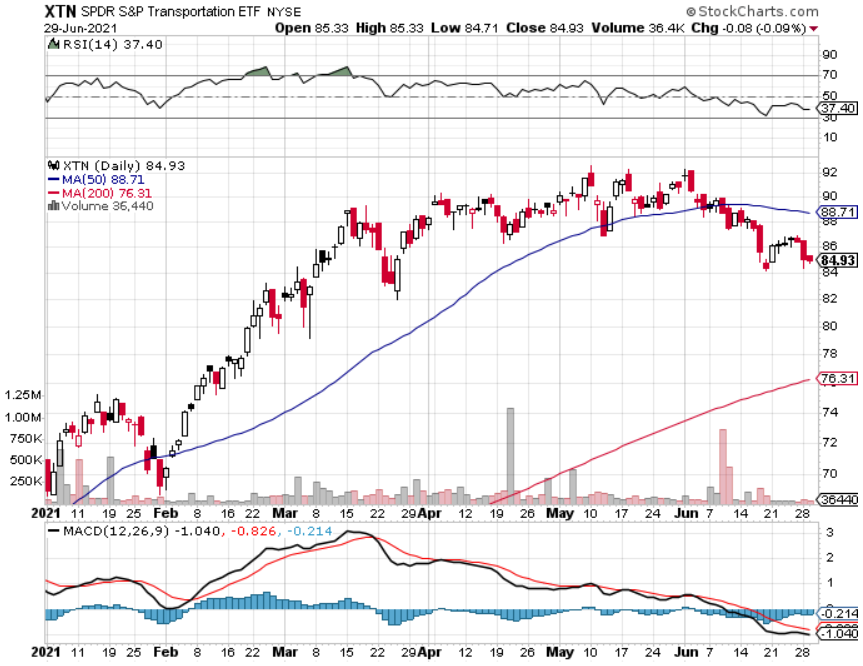 XTN SPDR S&P Transportation ETF NYSE
© StockCharts.com
29-Jun-2021
Open 85.33 High 85.33 Low 84.71 Close 84.93 Volume 36.4K Chg -0.08 (-0.09%)
RSI(14) 37.40
90
70
50
37.40
30
10
XTN (Daily) 84.93
MA(50) 88.71
MA(200) 76.31
Volume 36,440
92
90
88.71
88
86
84.93
84
82
80
78
76.31
74
72
70
1.25M
1.00M
750K
500K
250K
36440
2021 11 19 25 Feb 8 16 22 Mar 8 15 22 29 Apr 12 19 26 May 10 17 24 Jun 7 14 21 28
MACD(12,26,9) -1.040, -0.826, -0.214
3
2
1
0
-0.214
-1.040
2021 11 19 25 Feb 8 16 22 Mar 8 15 22 29 Apr 12 19 26 May 10 17 24 Jun 7 14 21 28